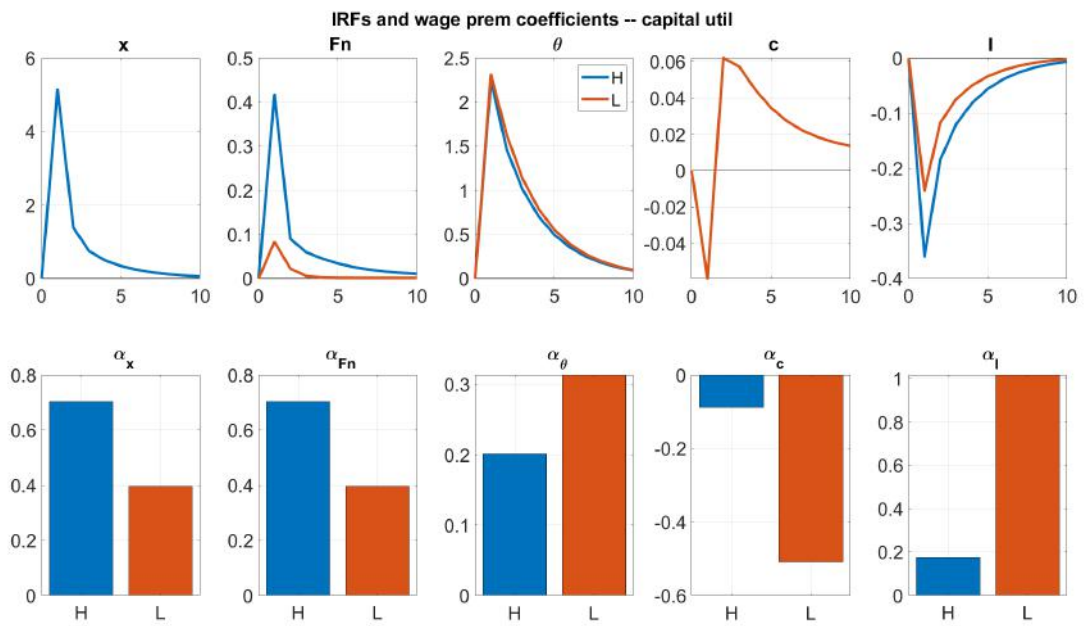 IRFs and wage prem coefficients -- capital util
x Fn θ c l
6 4 2 0
0 5 10
0.5 0.4 0.3 0.2 0.1 0
0 5 10
2.5 2 1.5 1 0.5 0
H
L
0 5 10
0.06 0.04 0.02 0 -0.02 -0.04
0 5 10
0 -0.1 -0.2 -0.3 -0.4
0 5 10
α_x α_Fn α_θ α_c α_l
0.8 0.6 0.4 0.2 0
H L
0.8 0.6 0.4 0.2 0
H L
0.3 0.2 0.1 0
H L
0 -0.2 -0.4 -0.6
H L
1 0.8 0.6 0.4 0.2 0
H L